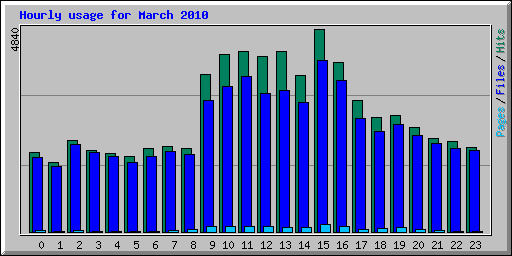 Hourly usage for March 2010
4840
Pages/Files/Hits
0 1 2 3 4 5 6 7 8 9 10 11 12 13 14 15 16 17 18 19 20 21 22 23